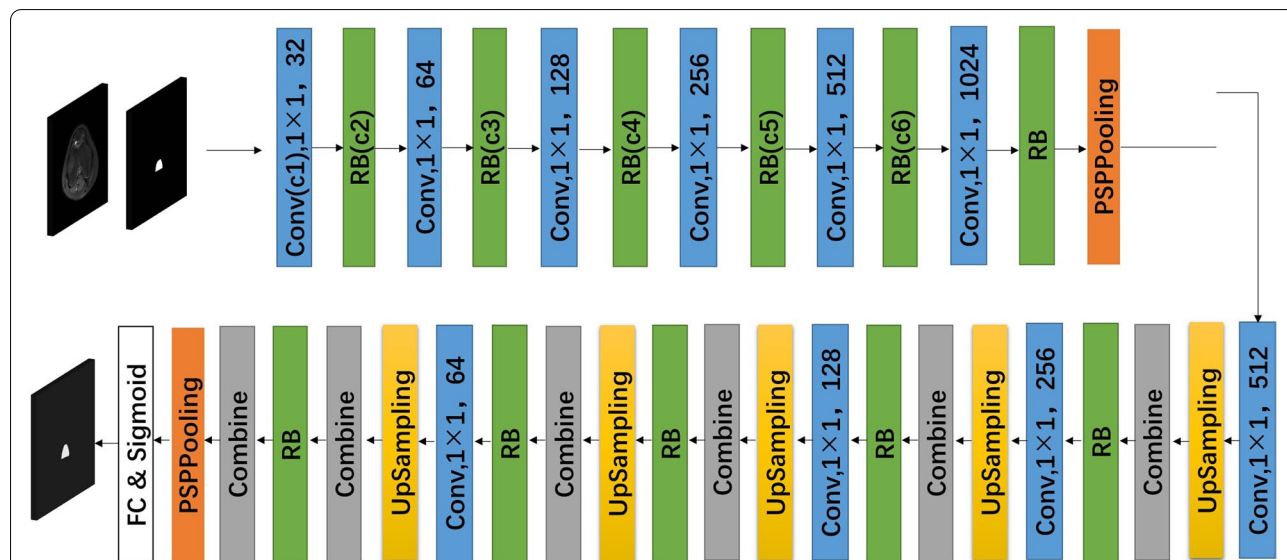 Conv(c1),1×1, 32
RB(c2)
Conv,1×1, 64
RB(c3)
Conv,1×1, 128
RB(c4)
Conv,1×1, 256
RB(c5)
Conv,1×1, 512
RB(c6)
Conv,1×1, 1024
RB
PSPPooling
FC & Sigmoid
PSPPooling
Combine
RB
Combine
UpSampling
Conv,1×1, 64
RB
Combine
UpSampling
RB
Combine
UpSampling
Conv,1×1, 128
RB
Combine
UpSampling
Conv,1×1, 256
RB
Combine
UpSampling
Conv,1×1, 512